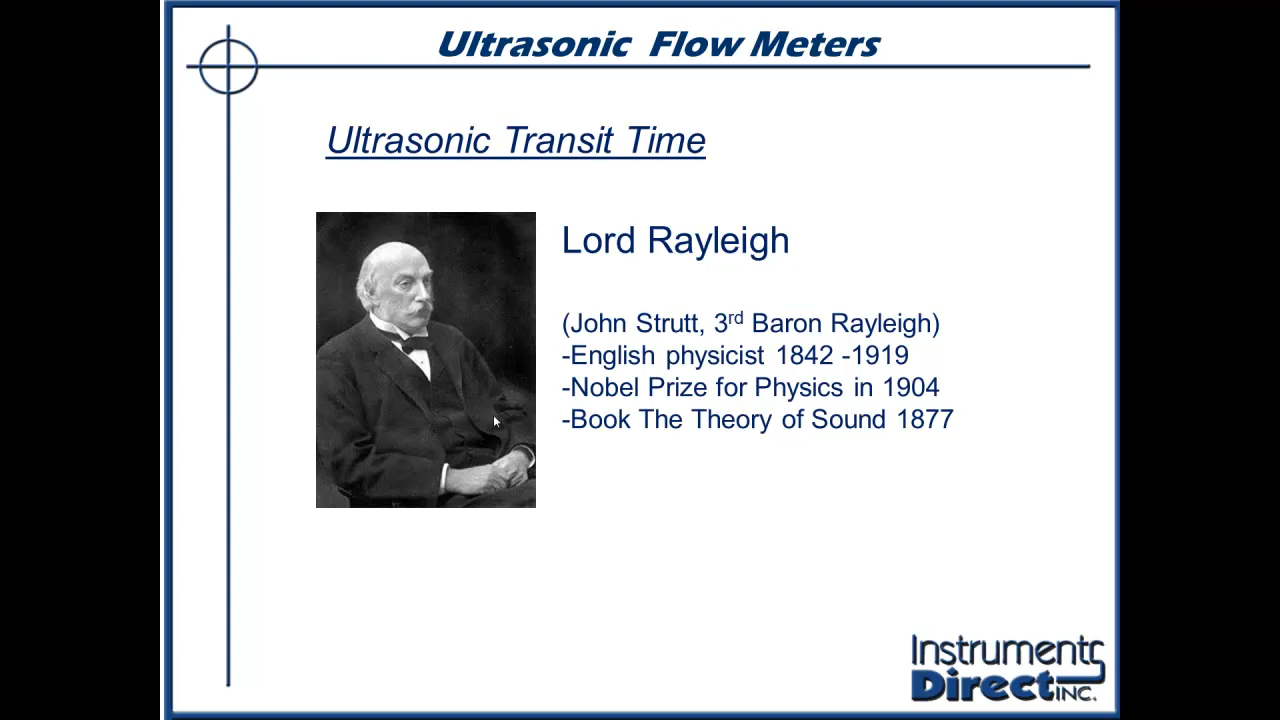 Ultrasonic Flow Meters
Ultrasonic Transit Time
Lord Rayleigh
(John Strutt, 3rd Baron Rayleigh)
-English physicist 1842 -1919
-Nobel Prize for Physics in 1904
-Book The Theory of Sound 1877
Instruments
Direct INC.